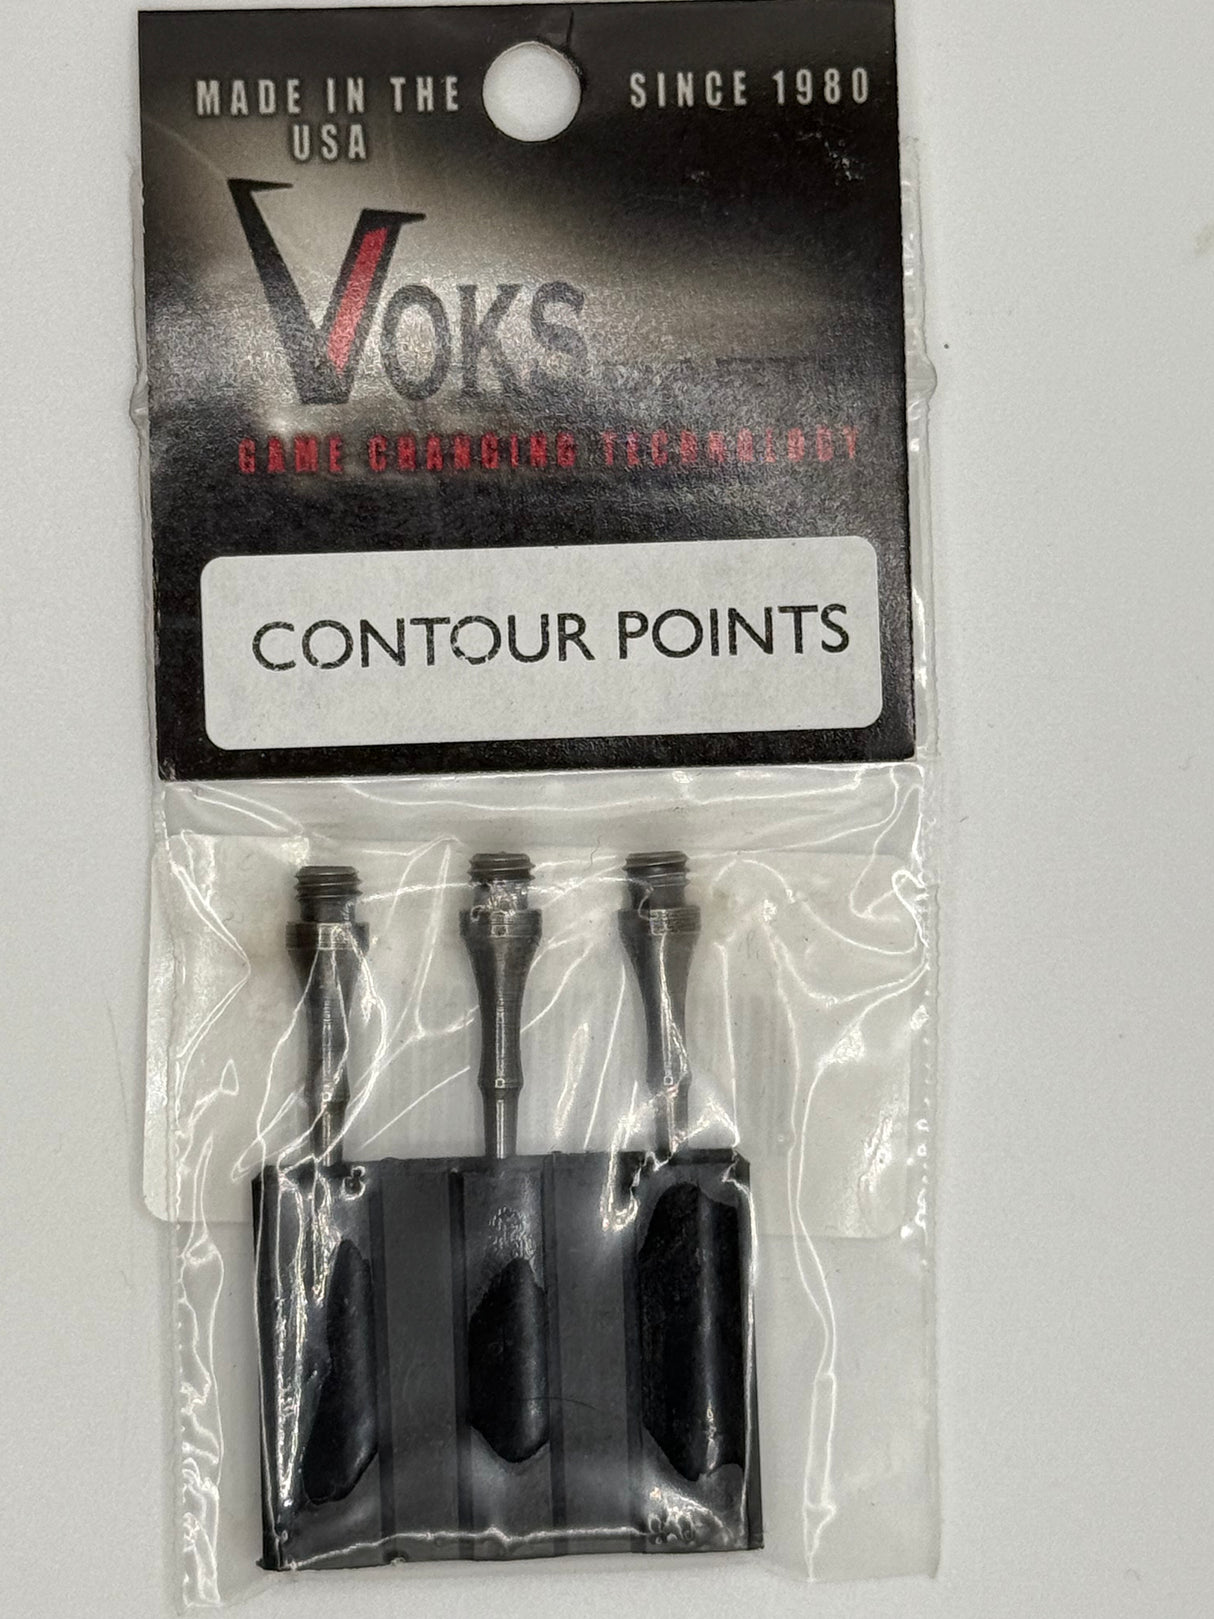 MADE IN THE
USA
SINCE 1980
VOKS
GAME CHANGING TECHNOLOGY
CONTOUR POINTS